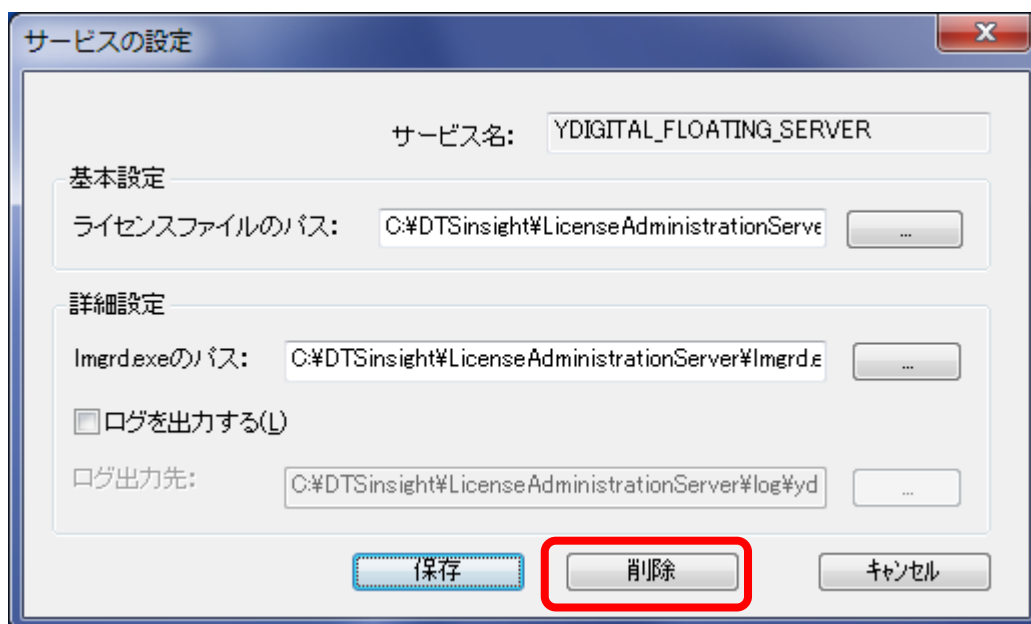 サービスの設定
サービス名: YDIGITAL_FLOATING_SERVER
基本設定
ライセンスファイルのパス: C:¥DTSinsight¥LicenseAdministrationServe ...
詳細設定
lmgrd.exeのパス: C:¥DTSinsight¥LicenseAdministrationServer¥lmgrd.e ...
ログを出力する(L)
ログ出力先: C:¥DTSinsight¥LicenseAdministrationServer¥log¥yd ...
保存 削除 キャンセル